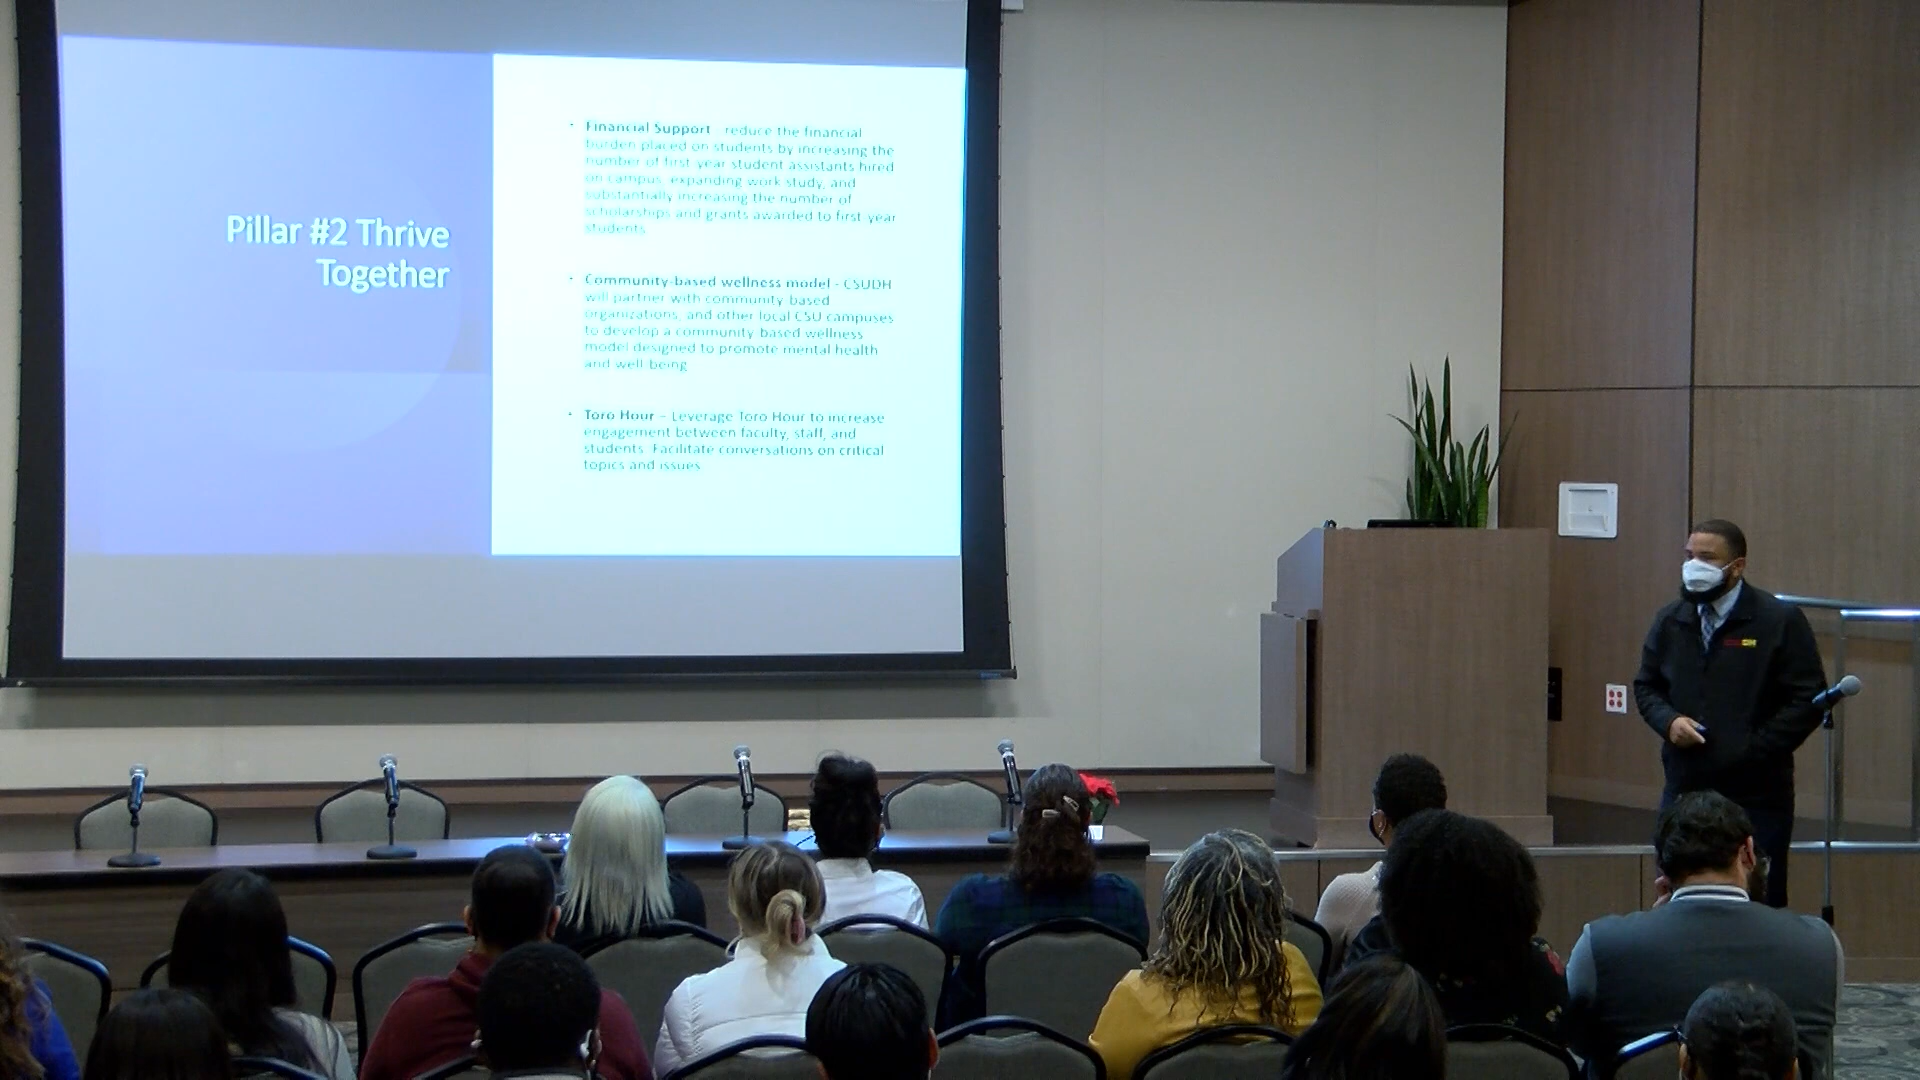 Pillar #2 Thrive
Together
• Financial Support - reduce the financial
burden placed on students by increasing the
number of first-year student assistants hired
on campus, expanding work study, and
substantially increasing the number of
scholarships and grants awarded to first-year
students.
• Community-based wellness model - CSUDH
will partner with community-based
organizations, and other local CSU campuses
to develop a community-based wellness
model designed to promote mental health
and well-being.
• Toro Hour – Leverage Toro Hour to increase
engagement between faculty, staff, and
students. Facilitate conversations on critical
topics and issues.